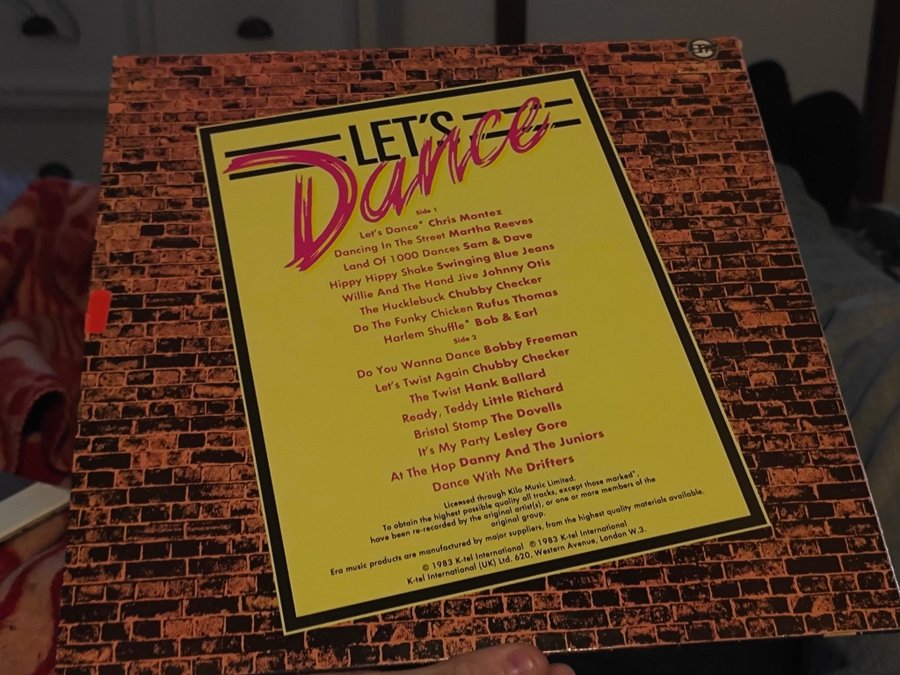 ERA
LET'S
Dance
Side 1
Let's Dance* Chris Montez
Dancing In The Street Martha Reeves
Land Of 1000 Dances Sam & Dave
Hippy Hippy Shake Swinging Blue Jeans
Willie And The Hand Jive Johnny Otis
The Hucklebuck Chubby Checker
Do The Funky Chicken Rufus Thomas
Harlem Shuffle* Bob & Earl
Side 2
Do You Wanna Dance Bobby Freeman
Let's Twist Again Chubby Checker
The Twist Hank Ballard
Ready, Teddy Little Richard
Bristol Stomp The Dovells
It's My Party Lesley Gore
At The Hop Danny And The Juniors
Dance With Me Drifters
Licensed through Kilo Music Limited.
To obtain the highest possible quality all tracks, except those marked*,
have been re-recorded by the original artist(s), or one or more members of the
original group.
Era music products are manufactured by major suppliers, from the highest quality materials available.
© 1983 K-tel International ℗ 1983 K-tel International
K-tel International (UK) Ltd. 620, Western Avenue, London W.3.